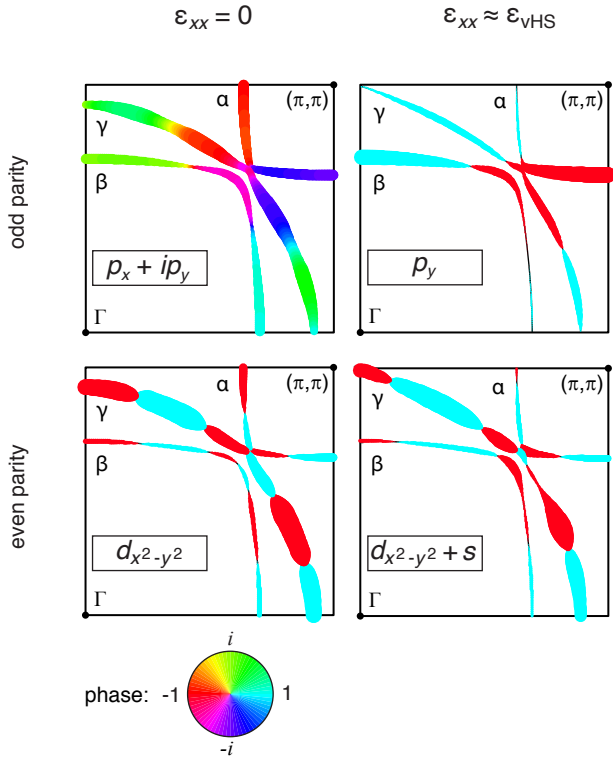 εxx = 0
εxx ≈ εvHS
odd parity
α
(π,π)
γ
β
px + ipy
Γ
α
(π,π)
γ
β
py
Γ
even parity
α
(π,π)
γ
β
dx²-y²
Γ
α
(π,π)
γ
β
dx²-y² + s
Γ
i
phase: -1
1
-i